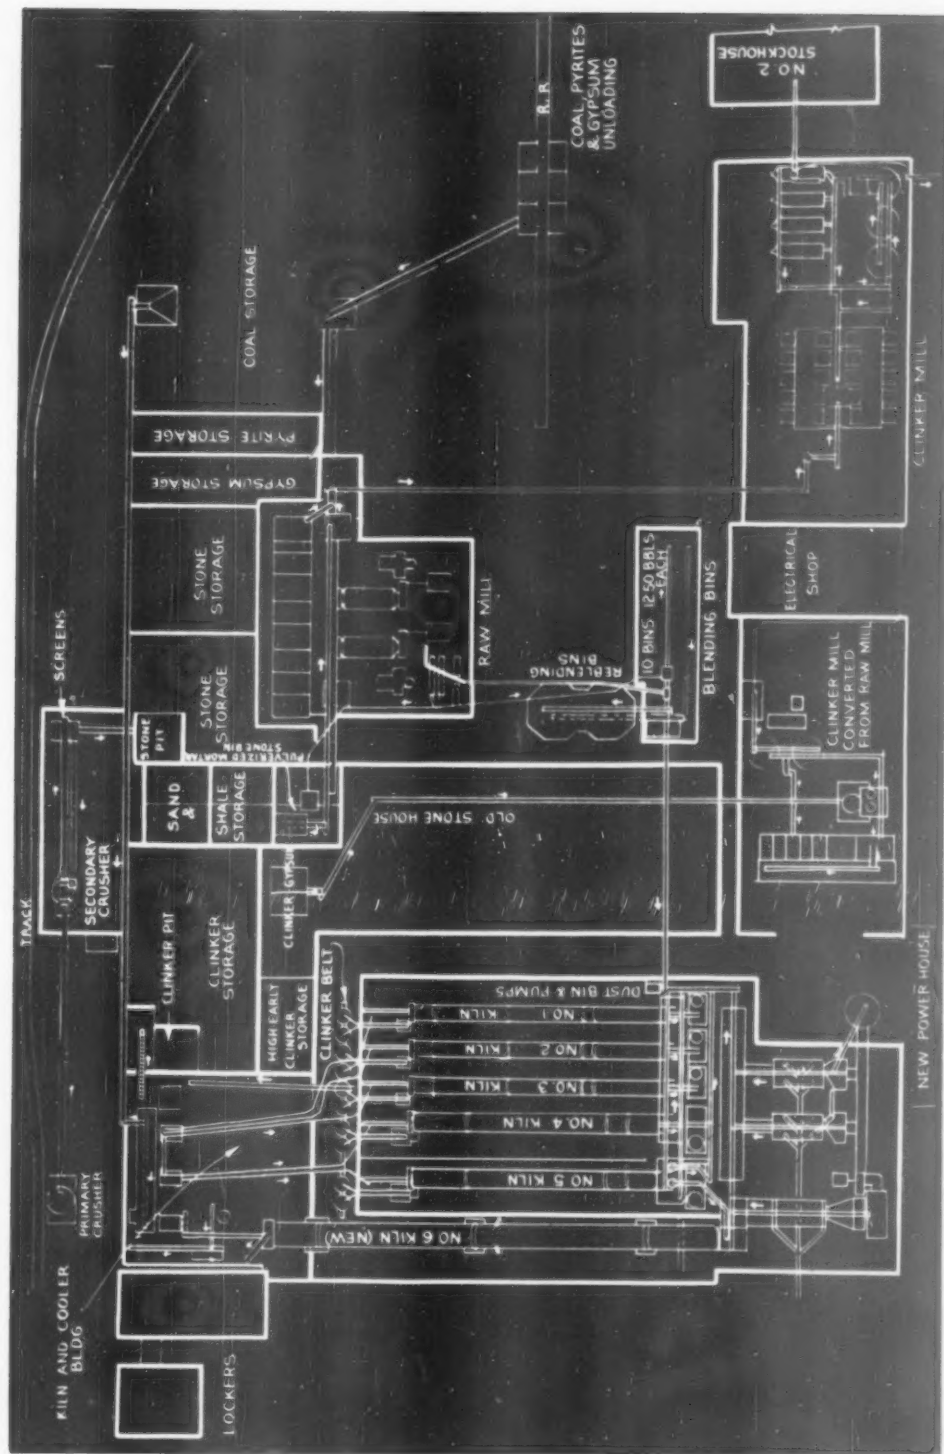 TRACK
PRIMARY
CRUSHER
KILN AND COOLER
BLDG
LOCKERS
SECONDARY
CRUSHER
SCREENS
STONE
PIT
SAND
&
SHALE
STORAGE
STONE
STORAGE
STONE
STORAGE
GYPSUM STORAGE
PYRITE STORAGE
COAL STORAGE
R.R
COAL, PYRITES
& GYPSUM
UNLOADING
NO. 2
STOCKHOUSE
CLINKER PIT
CLINKER
STORAGE
HIGH EARLY
CLINKER
STORAGE
CLINKER
GYPSUM
PULVERIZED MORTAR
STONE BIN
OLD STONE HOUSE
RAW MILL
REBLENDING
BINS
10 BINS 1250 BBLS
EACH
BLENDING BINS
CLINKER BELT
DUST BIN & PUMPS
NO. 1 KILN
NO. 2 KILN
NO. 3 KILN
NO. 4 KILN
NO. 5 KILN
NO. 6 KILN (NEW)
NEW POWER HOUSE
CLINKER MILL
CONVERTED
FROM RAW MILL
ELECTRICAL
SHOP
CLINKER MILL